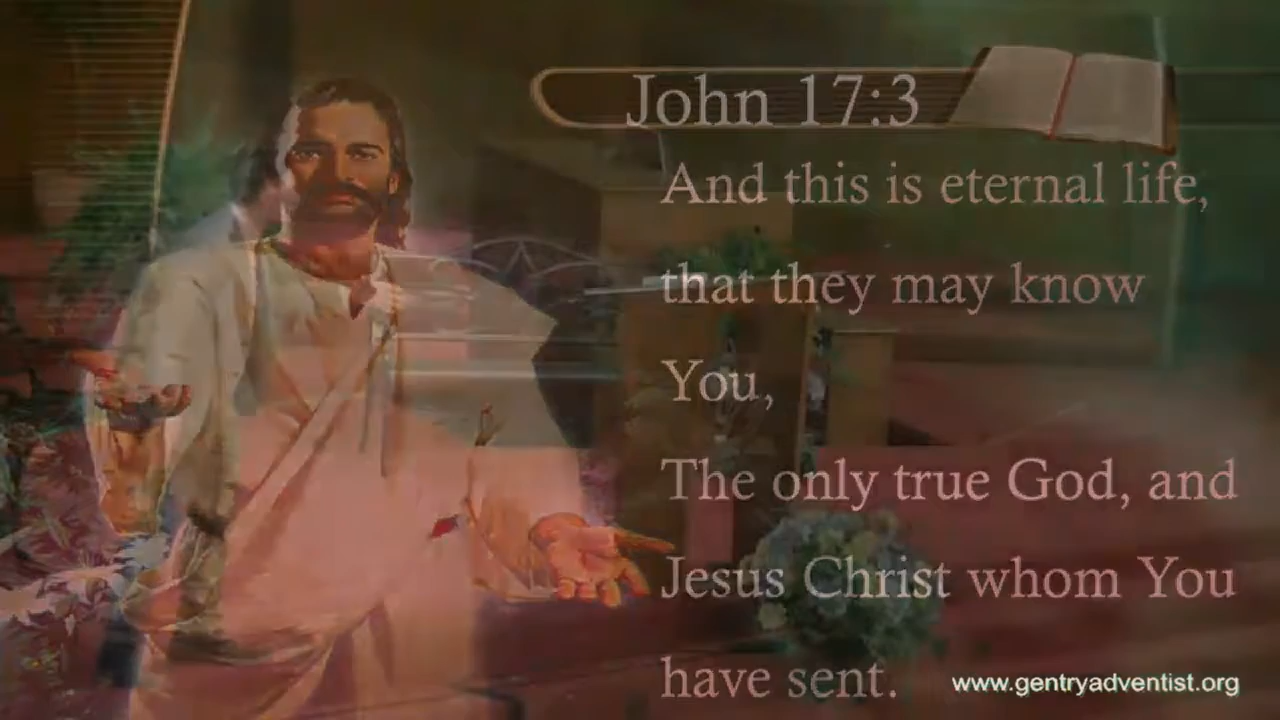 John 17:3
And this is eternal life,
that they may know
You,
The only true God, and
Jesus Christ whom You
have sent.
www.gentryadventist.org